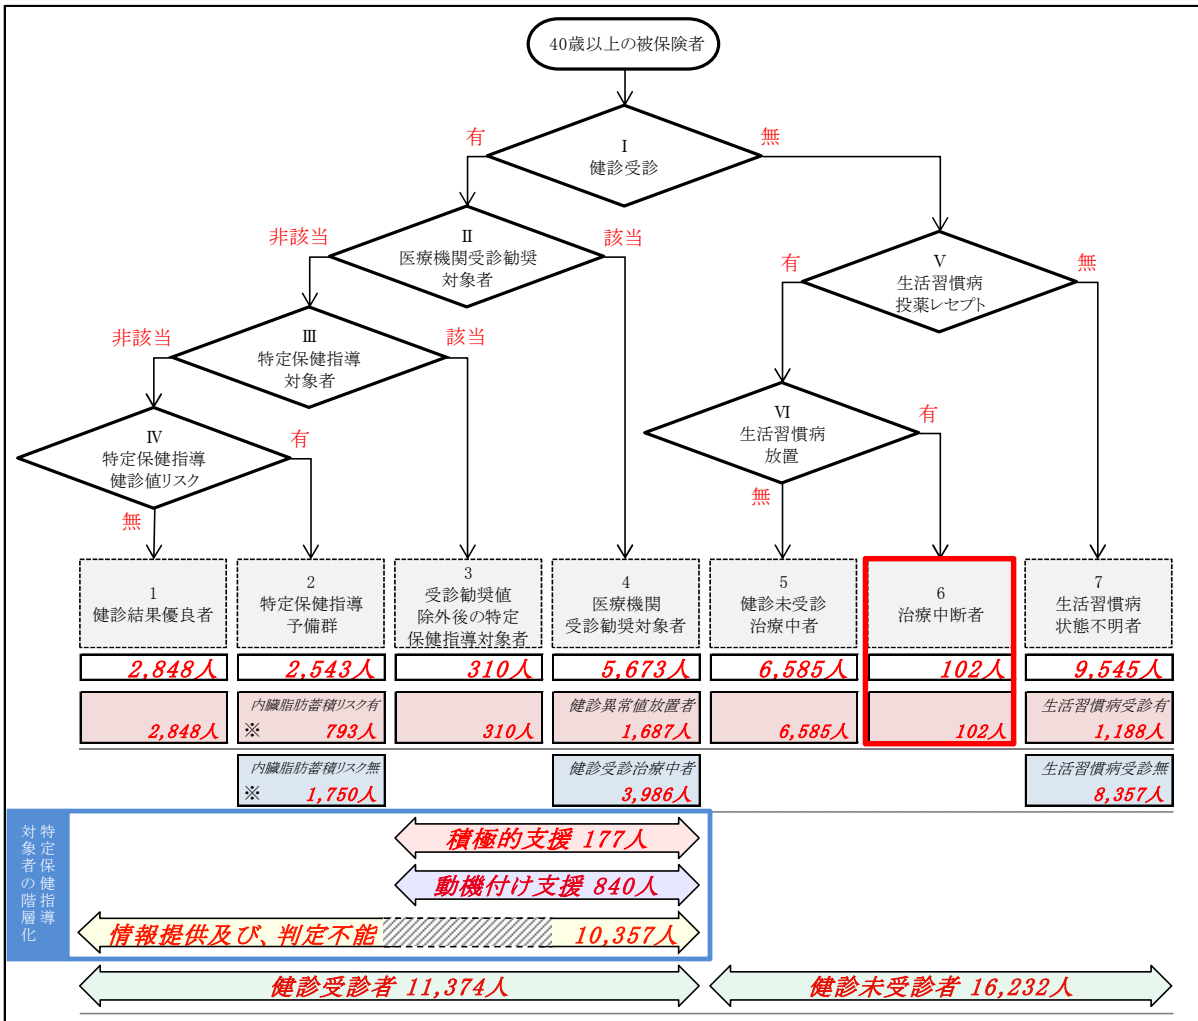 40歳以上の被保険者
Ⅰ
健診受診
有
無
Ⅱ
医療機関受診勧奨
対象者
非該当
該当
Ⅴ
生活習慣病
投薬レセプト
有
無
Ⅲ
特定保健指導
対象者
非該当
該当
Ⅵ
生活習慣病
放置
有
無
Ⅳ
特定保健指導
健診値リスク
有
無
1
健診結果優良者
2
特定保健指導
予備群
3
受診勧奨値
除外後の特定
保健指導対象者
4
医療機関
受診勧奨対象者
5
健診未受診
治療中者
6
治療中断者
7
生活習慣病
状態不明者
2,848人
2,543人
310人
5,673人
6,585人
102人
9,545人
2,848人
内臓脂肪蓄積リスク有
※ 793人
310人
健診異常値放置者
1,687人
6,585人
102人
生活習慣病受診有
1,188人
内臓脂肪蓄積リスク無
※ 1,750人
健診受診治療中者
3,986人
生活習慣病受診無
8,357人
特定保健指導
対象者の階層化
積極的支援 177人
動機付け支援 840人
情報提供及び、判定不能 10,357人
健診受診者 11,374人
健診未受診者 16,232人